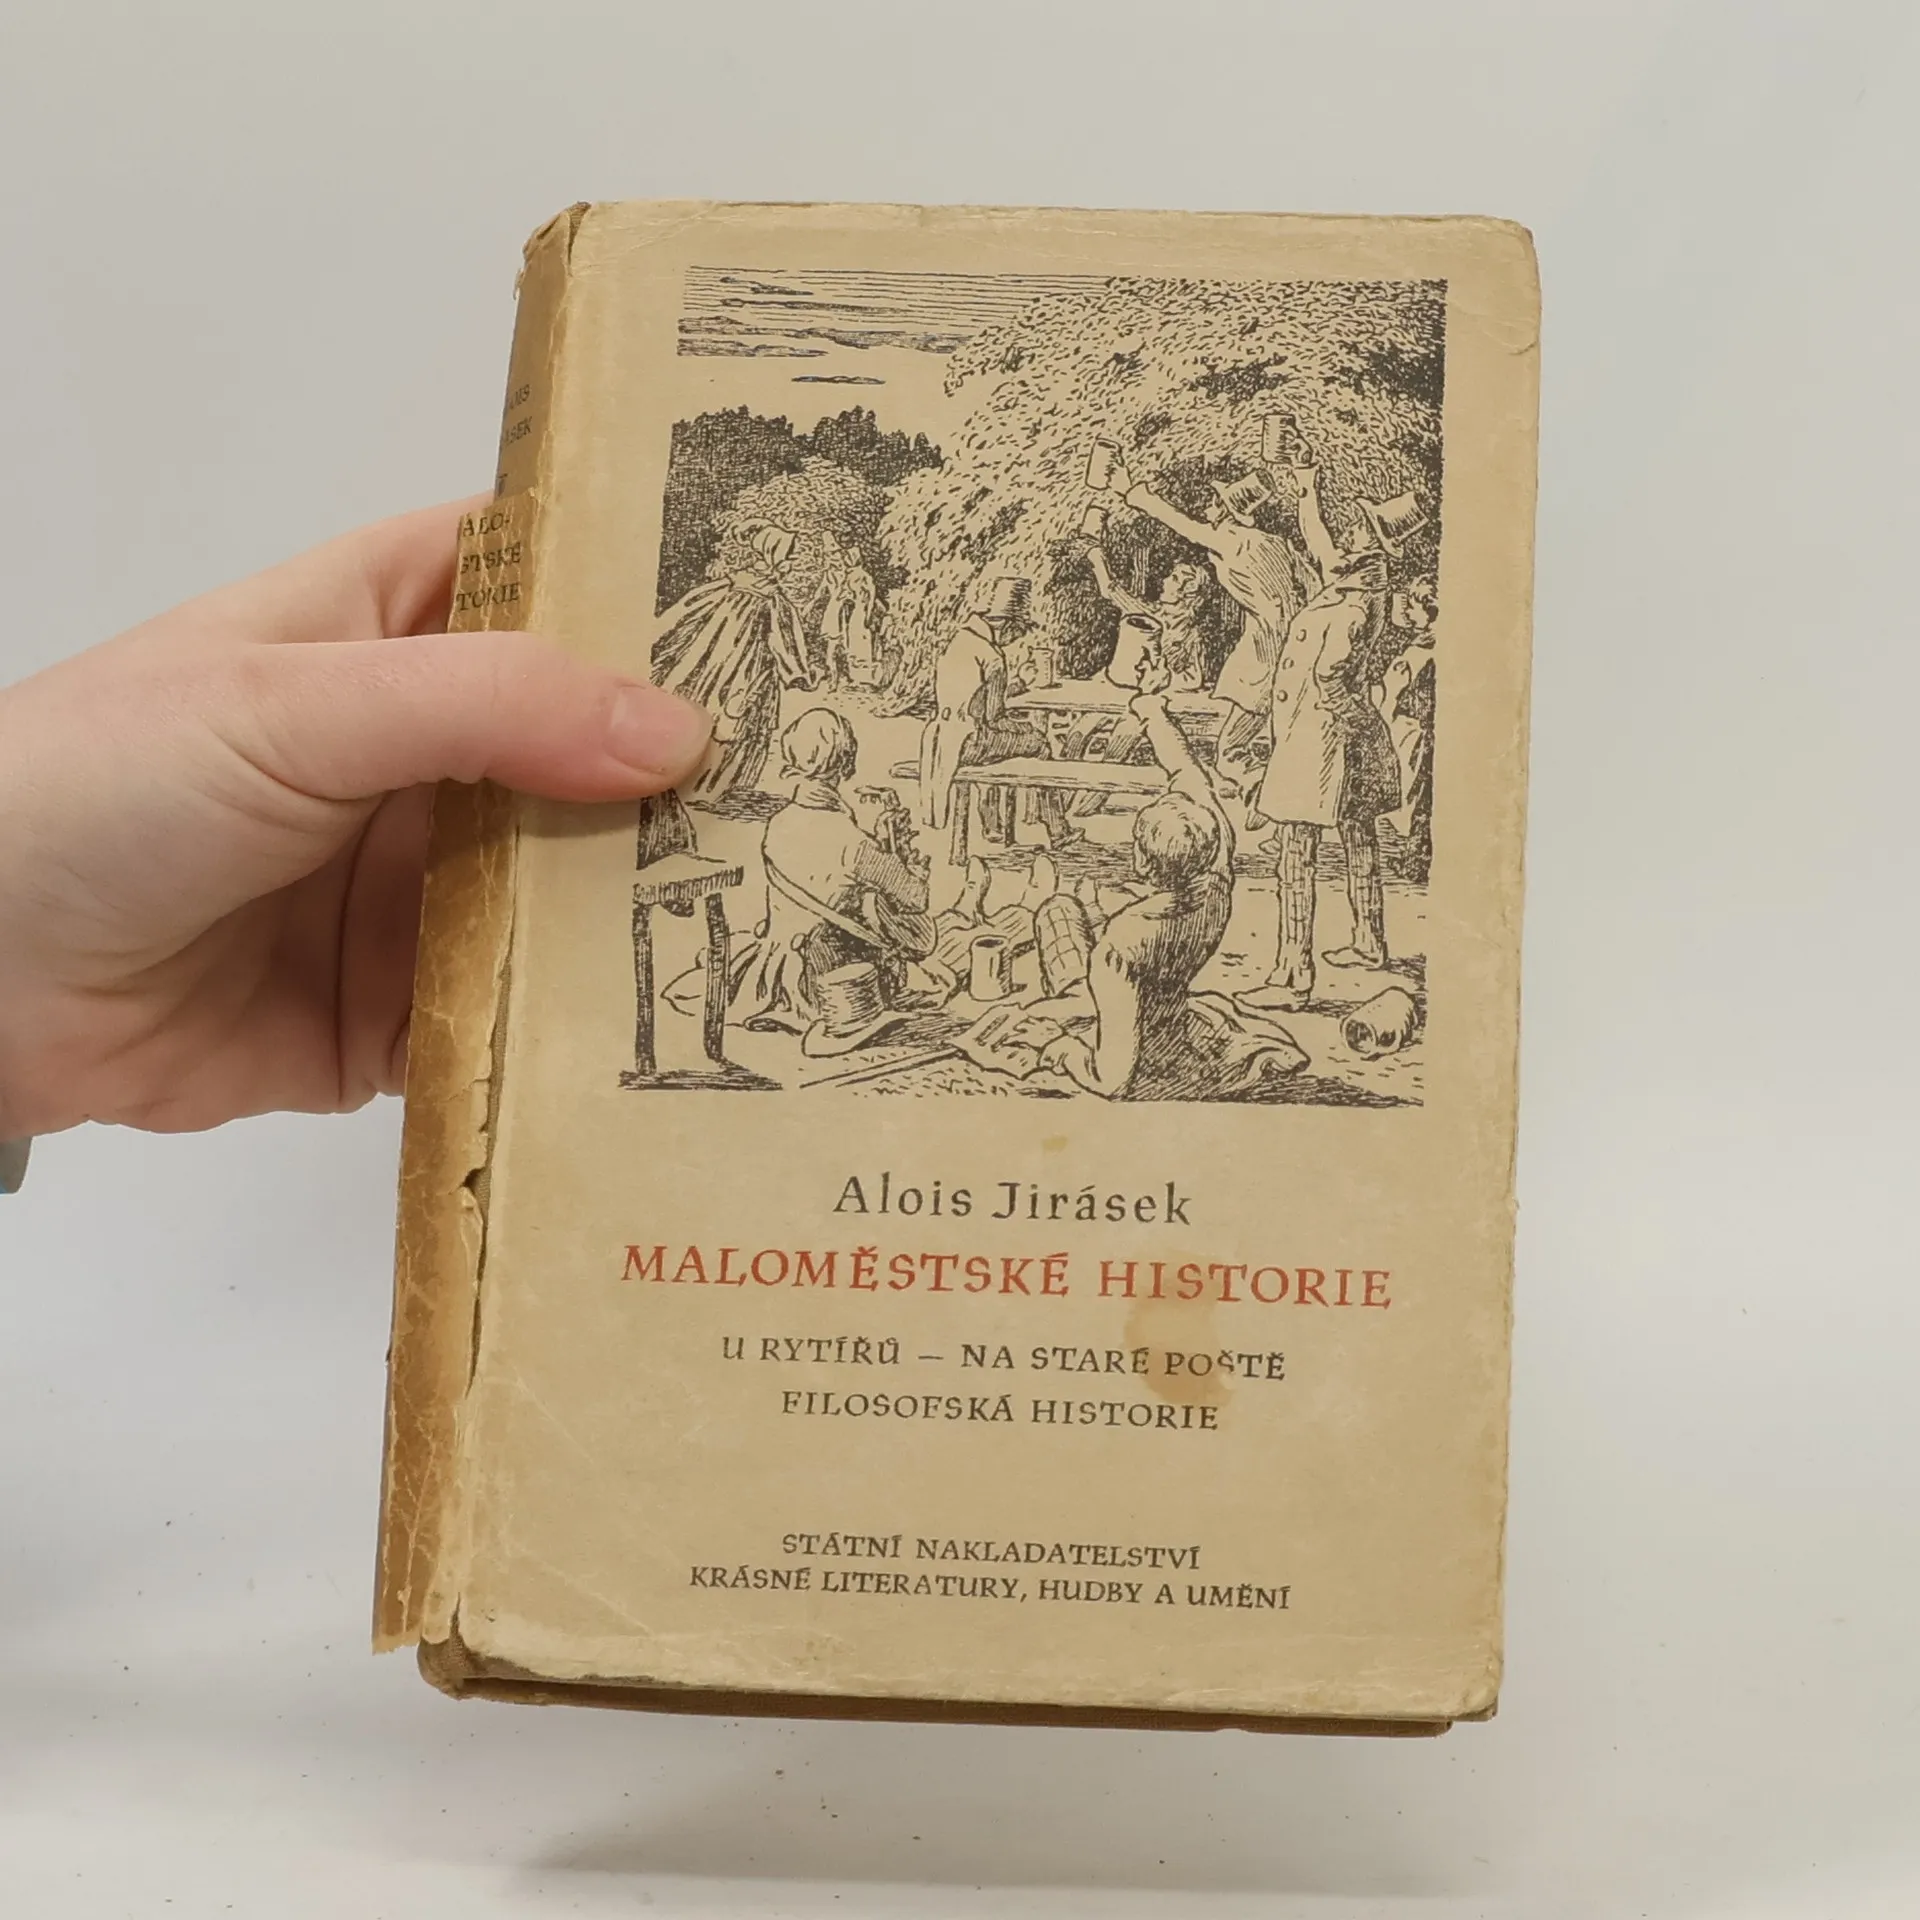 Alois Jirásek
MALOMĚSTSKÉ HISTORIE
U RYTÍŘŮ – NA STARÉ POŠTĚ
FILOSOFSKÁ HISTORIE
STÁTNÍ NAKLADATELSTVÍ
KRÁSNÉ LITERATURY, HUDBY A UMĚNÍ